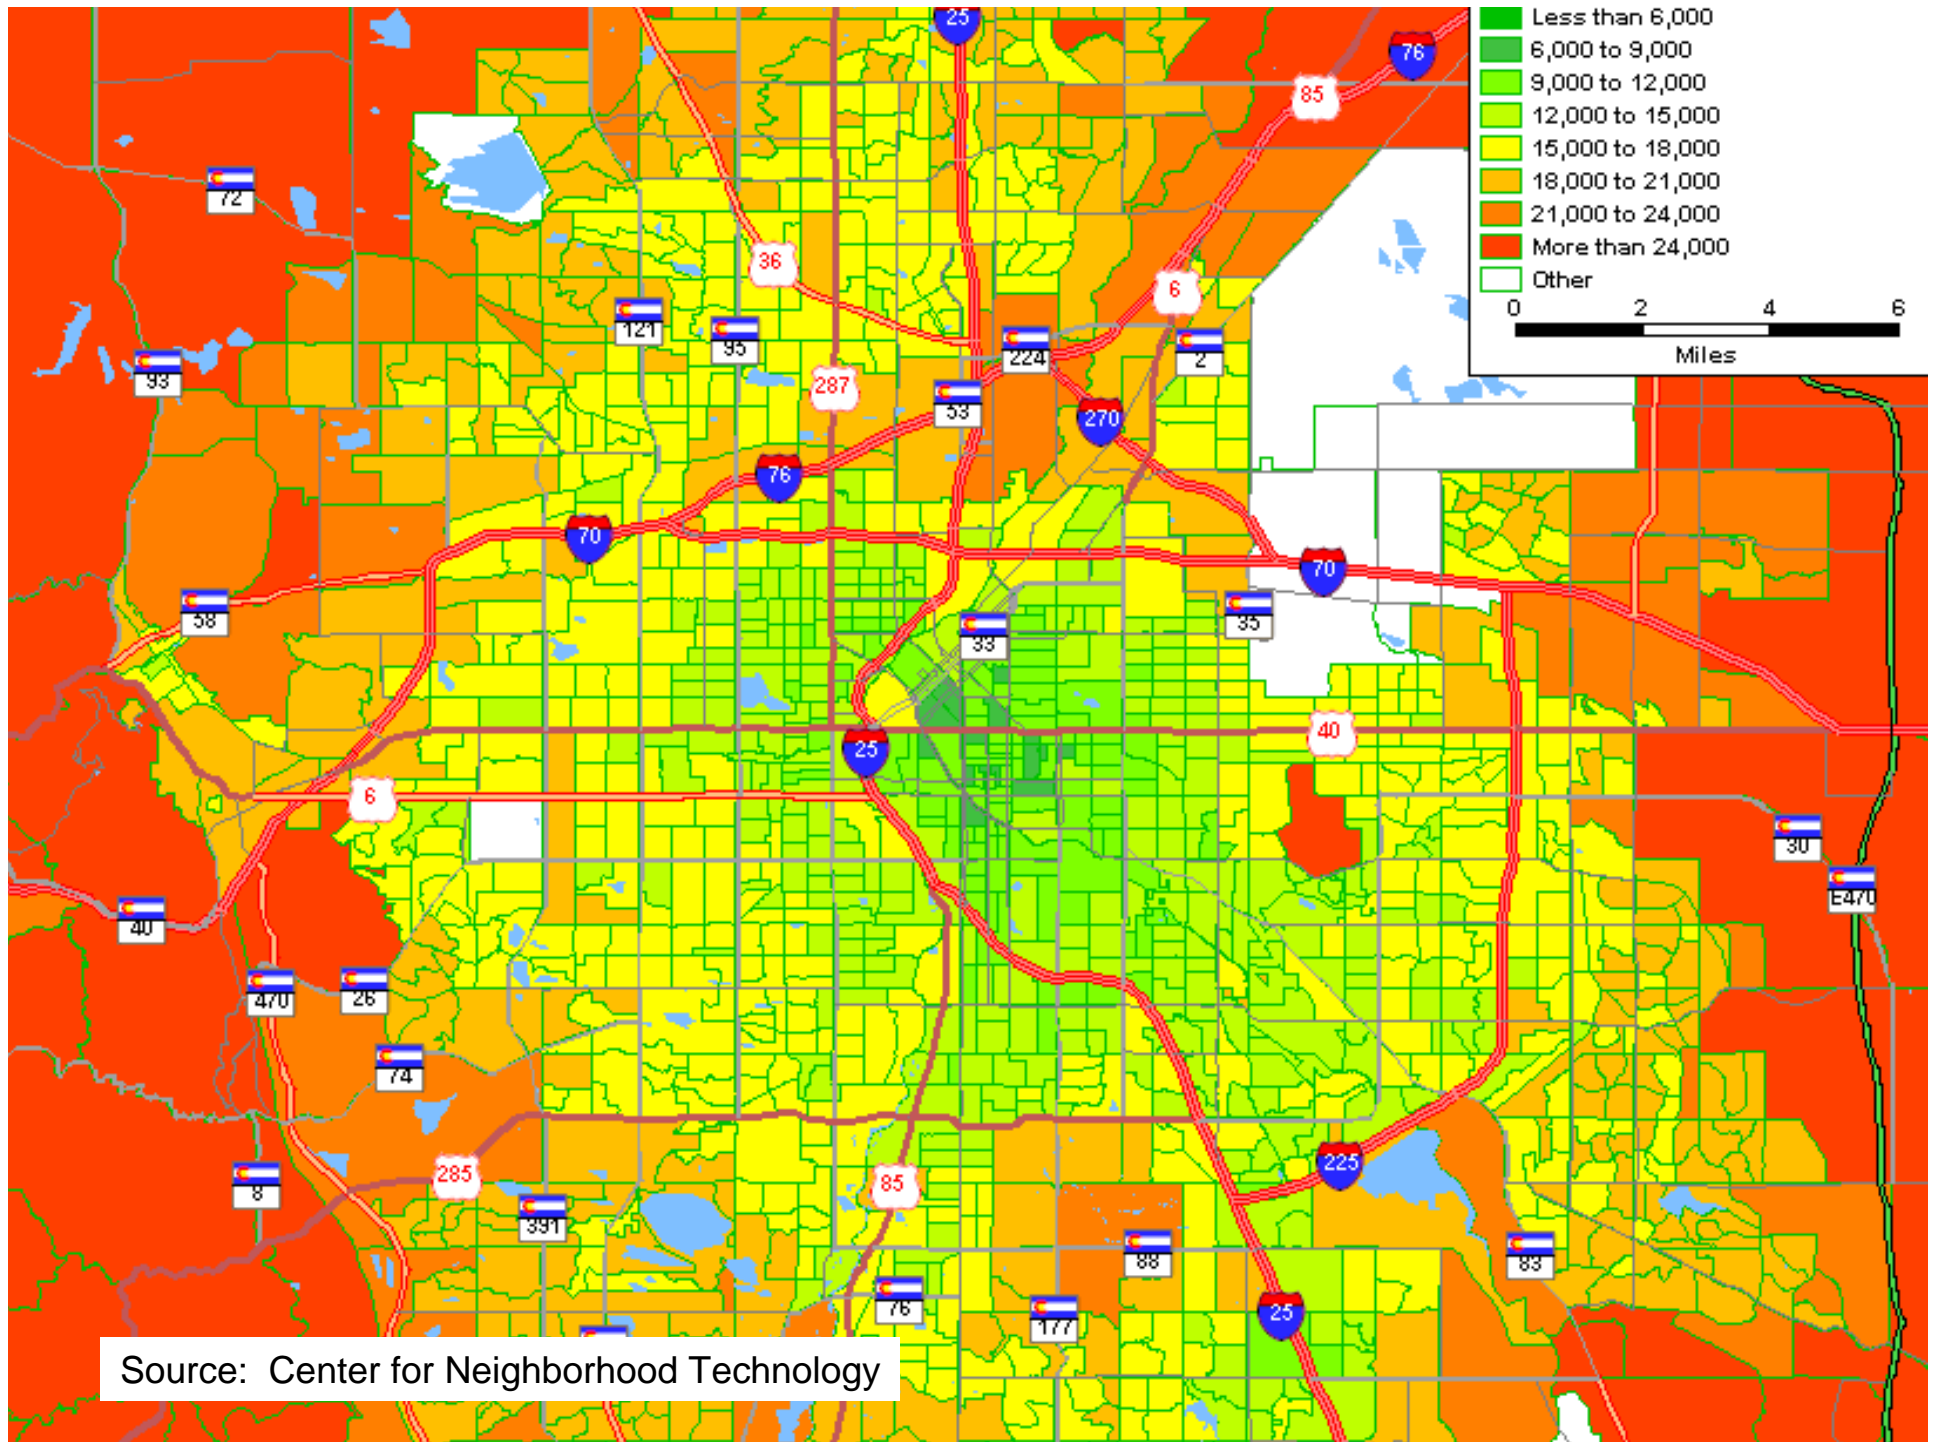 25
76
Less than 6,000
6,000 to 9,000
85
9,000 to 12,000
12,000 to 15,000
15,000 to 18,000
72
18,000 to 21,000
21,000 to 24,000
More than 24,000
36
Other
6
0 2 4 6
Miles
121
95
224
2
93
287
53
270
76
70
70
58
35
33
40
25
6
30
E470
40
470
26
74
225
285
8
85
391
88
83
76
177
25
Source: Center for Neighborhood Technology